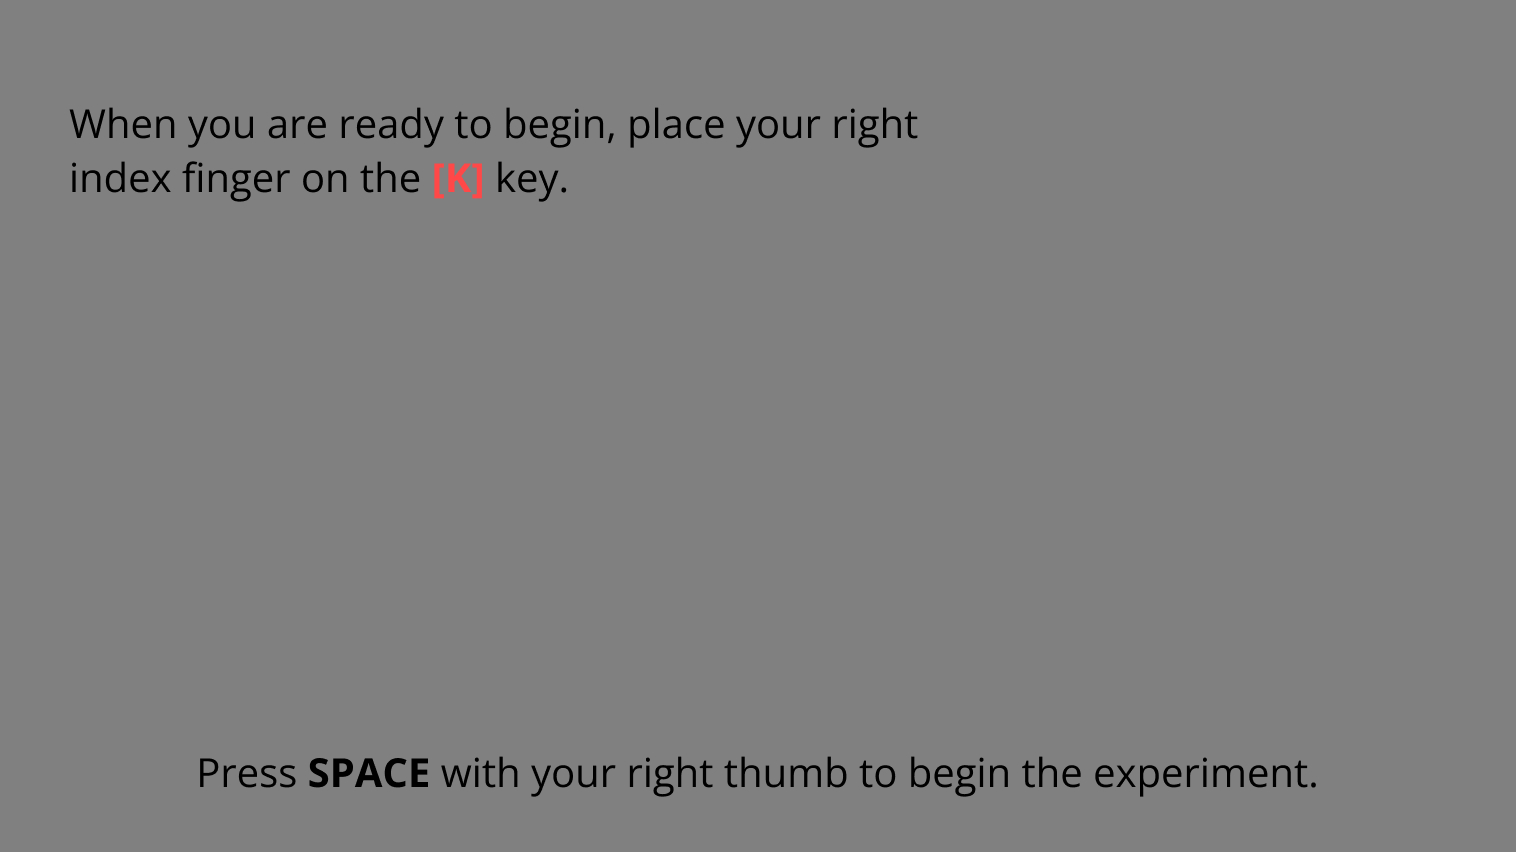 When you are ready to begin, place your right
index finger on the [K] key.
Press SPACE with your right thumb to begin the experiment.